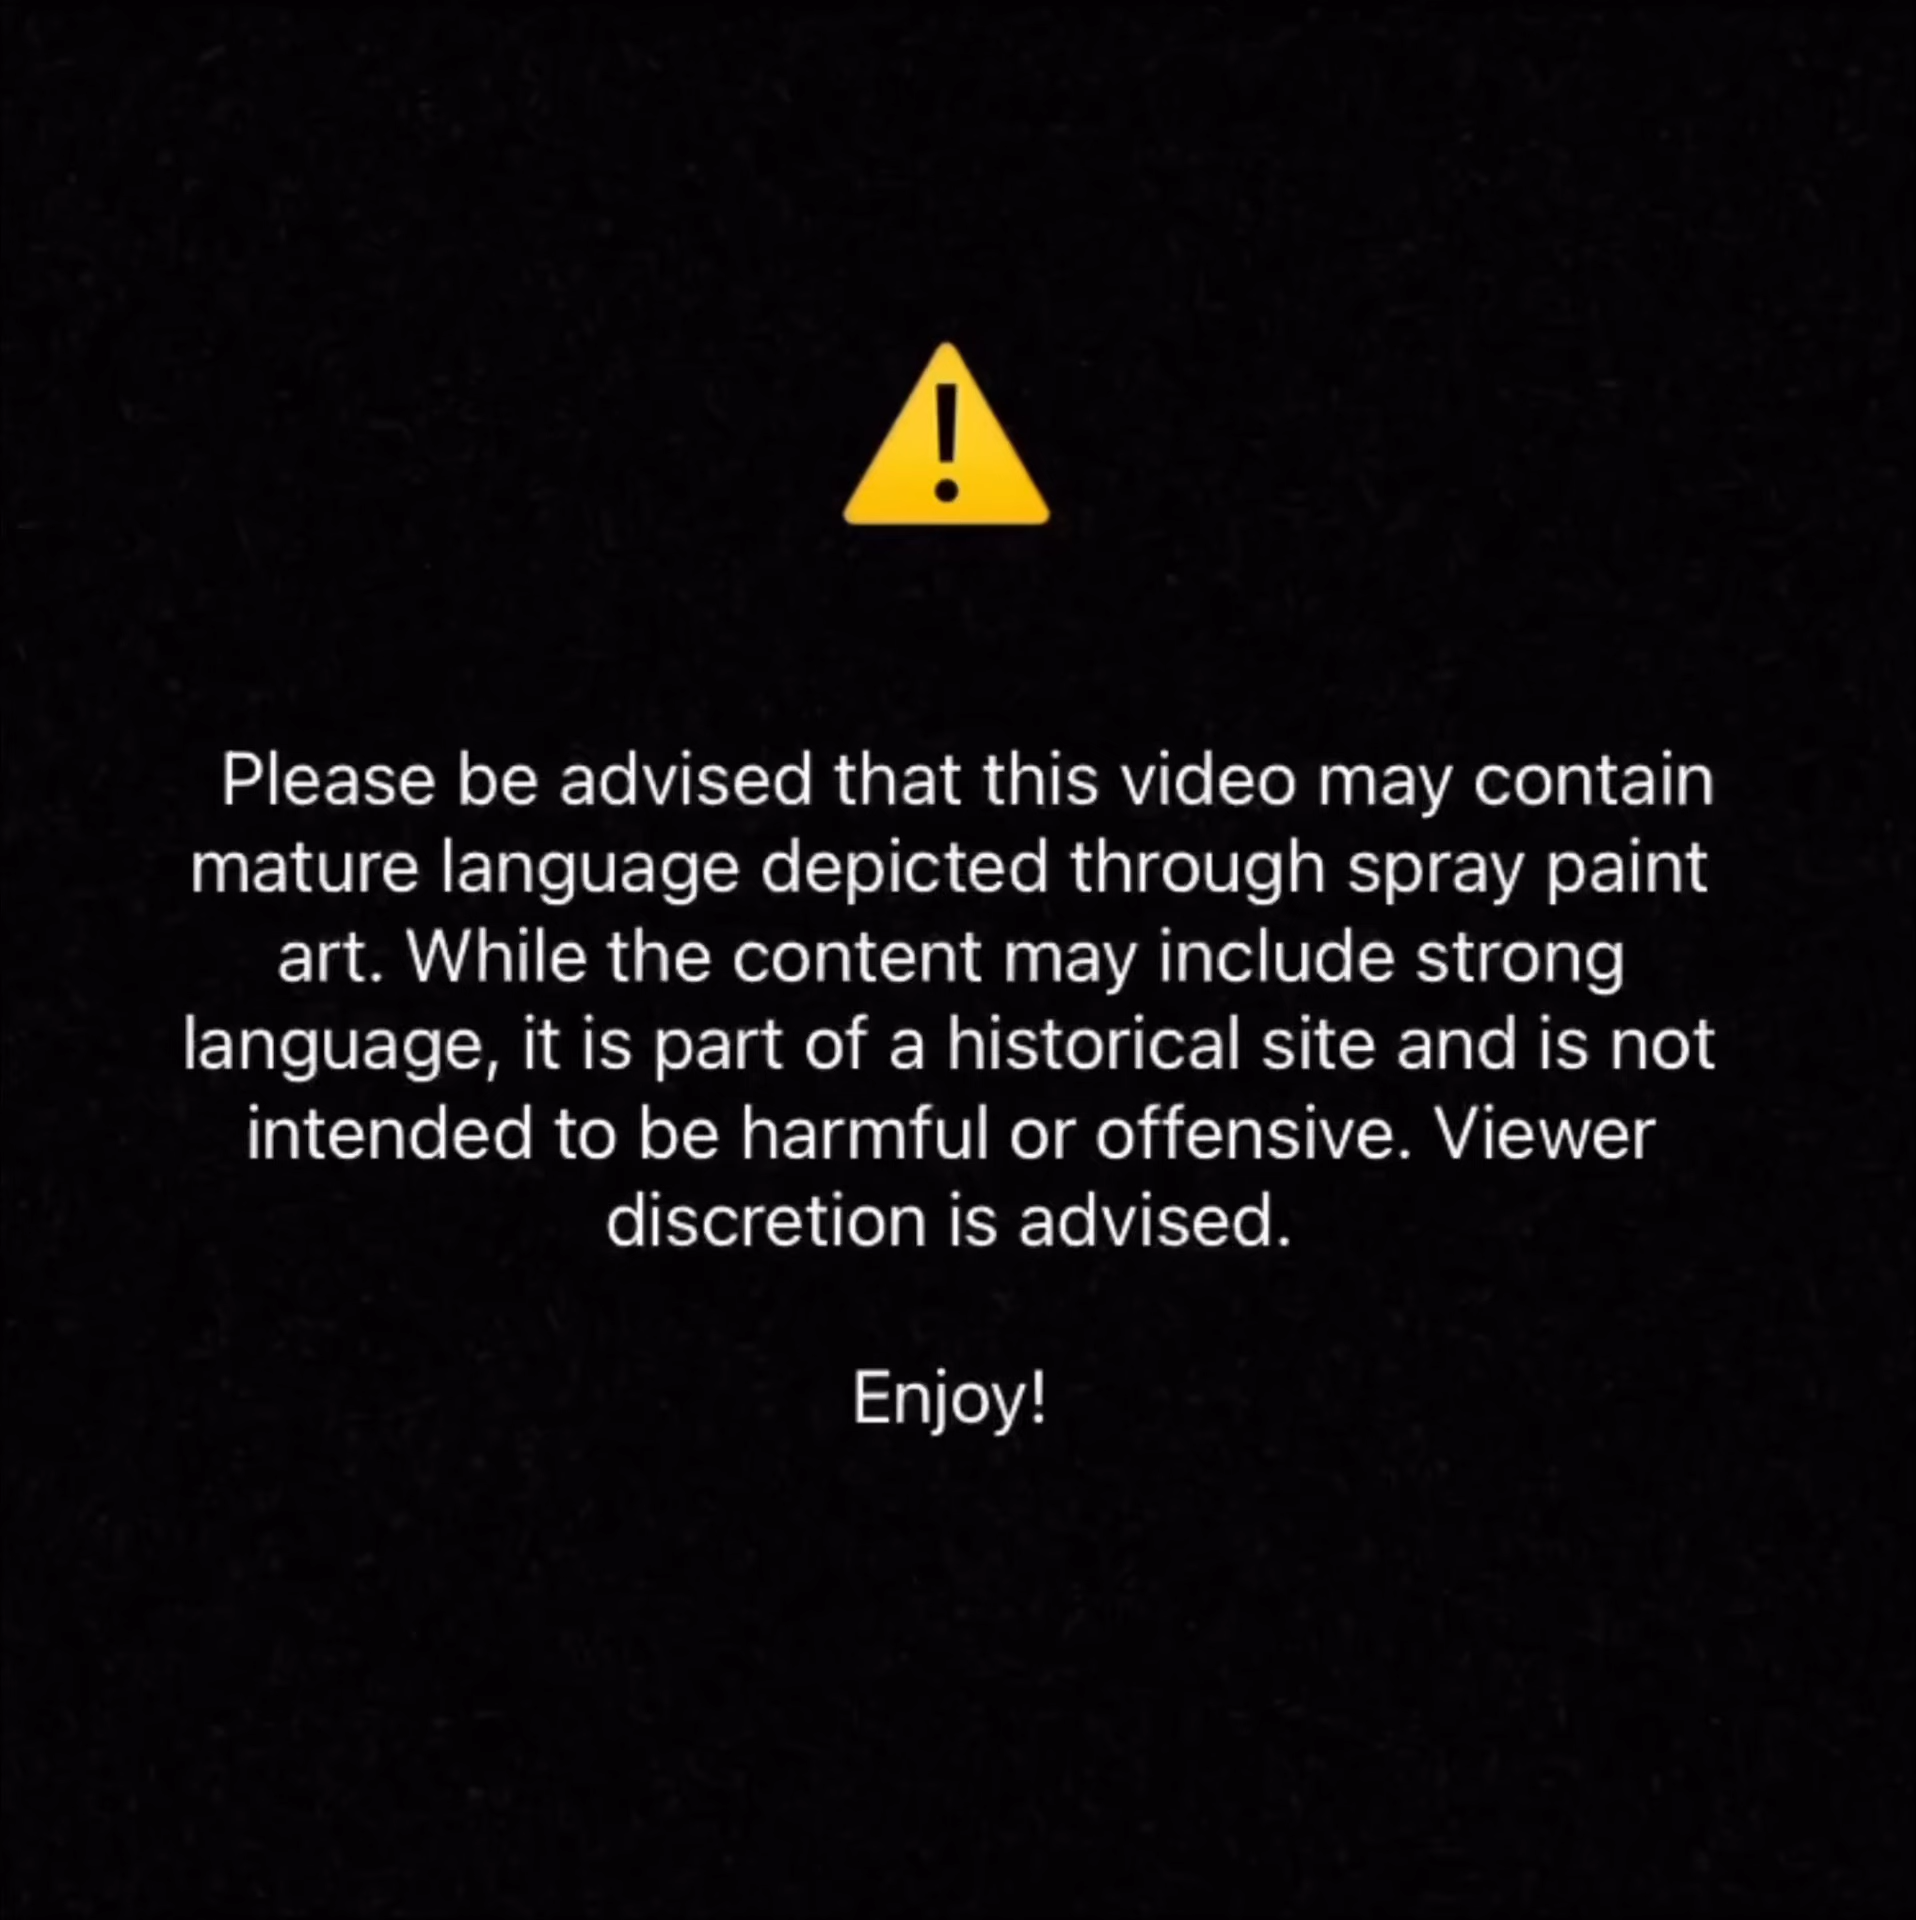 Please be advised that this video may contain
mature language depicted through spray paint
art. While the content may include strong
language, it is part of a historical site and is not
intended to be harmful or offensive. Viewer
discretion is advised.
Enjoy!